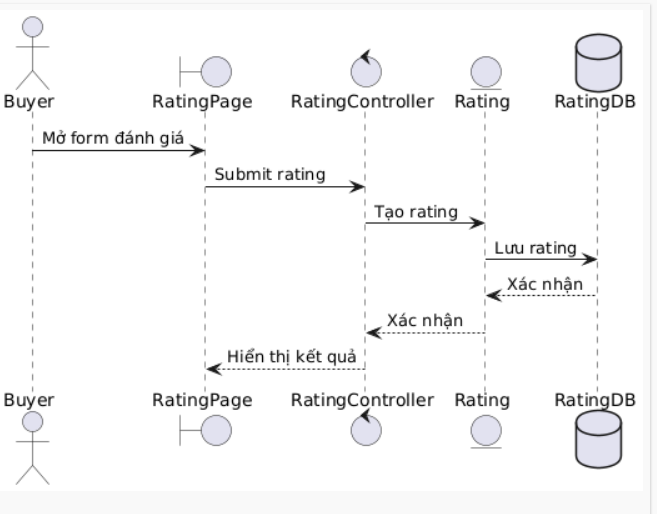 Buyer RatingPage RatingController Rating RatingDB
Mở form đánh giá
Submit rating
Tạo rating
Lưu rating
Xác nhận
Xác nhận
Hiển thị kết quả
Buyer RatingPage RatingController Rating RatingDB